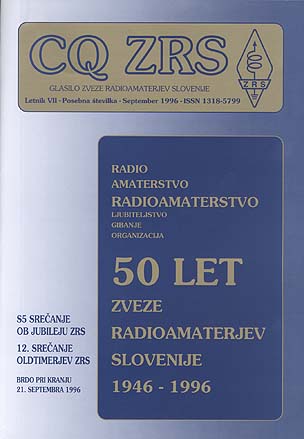 CQ ZRS
GLASILO ZVEZE RADIOAMATERJEV SLOVENIJE
Letnik VII - Posebna številka - September 1996 - ISSN 1318-5799
ZRS
RADIO
AMATERSTVO
RADIOAMATERSTVO
LJUBITELJSTVO
GIBANJE
ORGANIZACIJA
50 LET
ZVEZE
RADIOAMATERJEV
SLOVENIJE
1946 - 1996
S5 SREČANJE
OB JUBILEJU ZRS
12. SREČANJE
OLDTIMERJEV ZRS
BRDO PRI KRANJU
21. SEPTEMBRA 1996